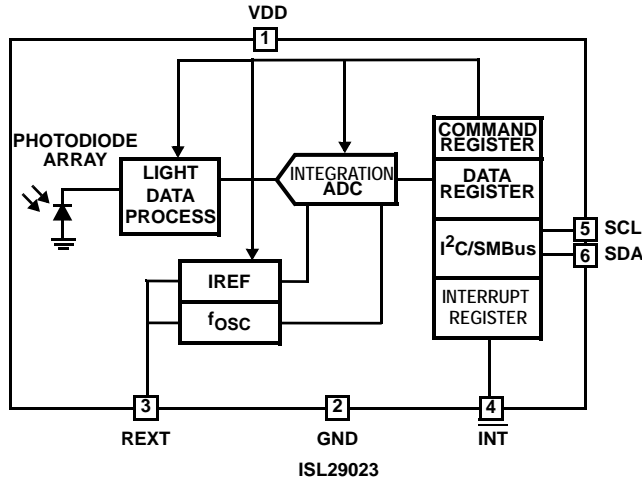 VDD
1
PHOTODIODE
ARRAY
LIGHT
DATA
PROCESS
INTEGRATION
ADC
COMMAND
REGISTER
DATA
REGISTER
I²C/SMBus
INTERRUPT
REGISTER
5 SCL
6 SDA
IREF
fOSC
3
2
4
REXT
GND
INT
ISL29023